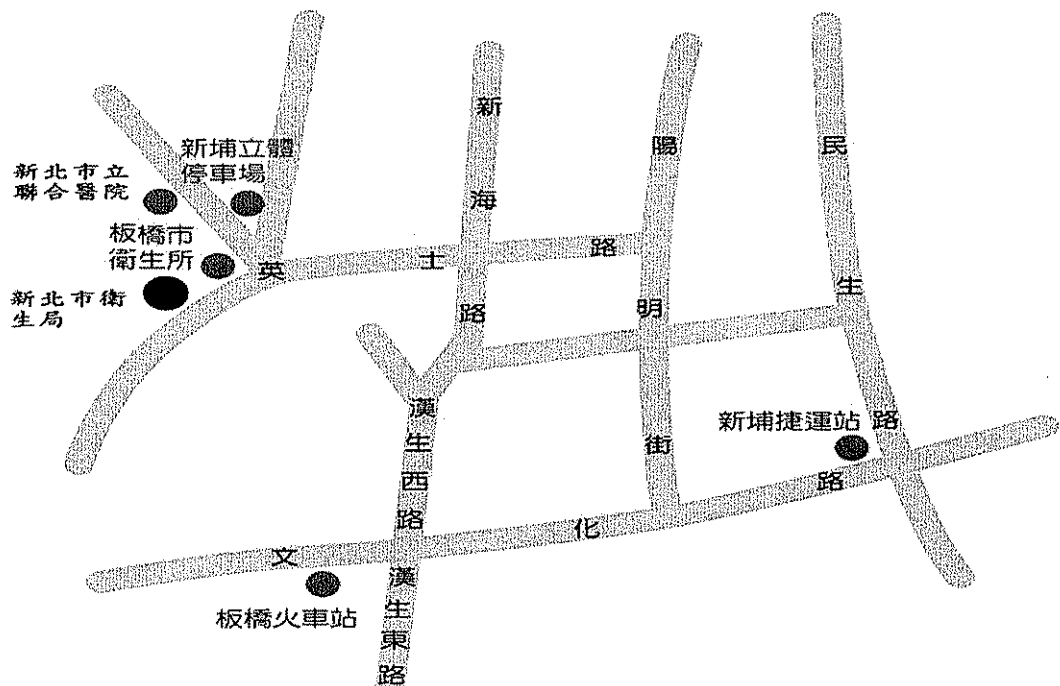 新北市立
聯合醫院
新埔立體
停車場
板橋市
衛生所
新北市衛
生局
英士路
新海路
陽明街
民生路
漢生西路
新埔捷運站
文化路
板橋火車站
漢生東路